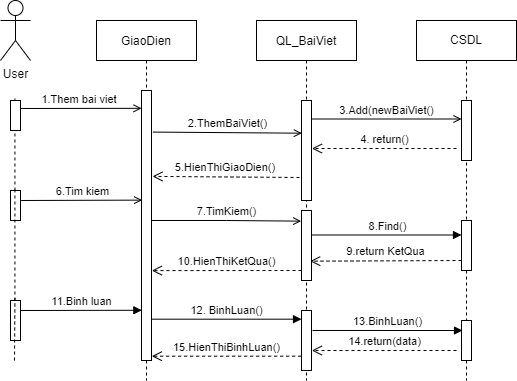 GiaoDien
QL_BaiViet
CSDL
User
1.Them bai viet
2.ThemBaiViet()
3.Add(newBaiViet()
4. return()
5.HienThiGiaoDien()
6.Tim kiem
7.TimKiem()
8.Find()
9.return KetQua
10.HienThiKetQua()
11.Binh luan
12. BinhLuan()
13.BinhLuan()
14.return(data)
15.HienThiBinhLuan()